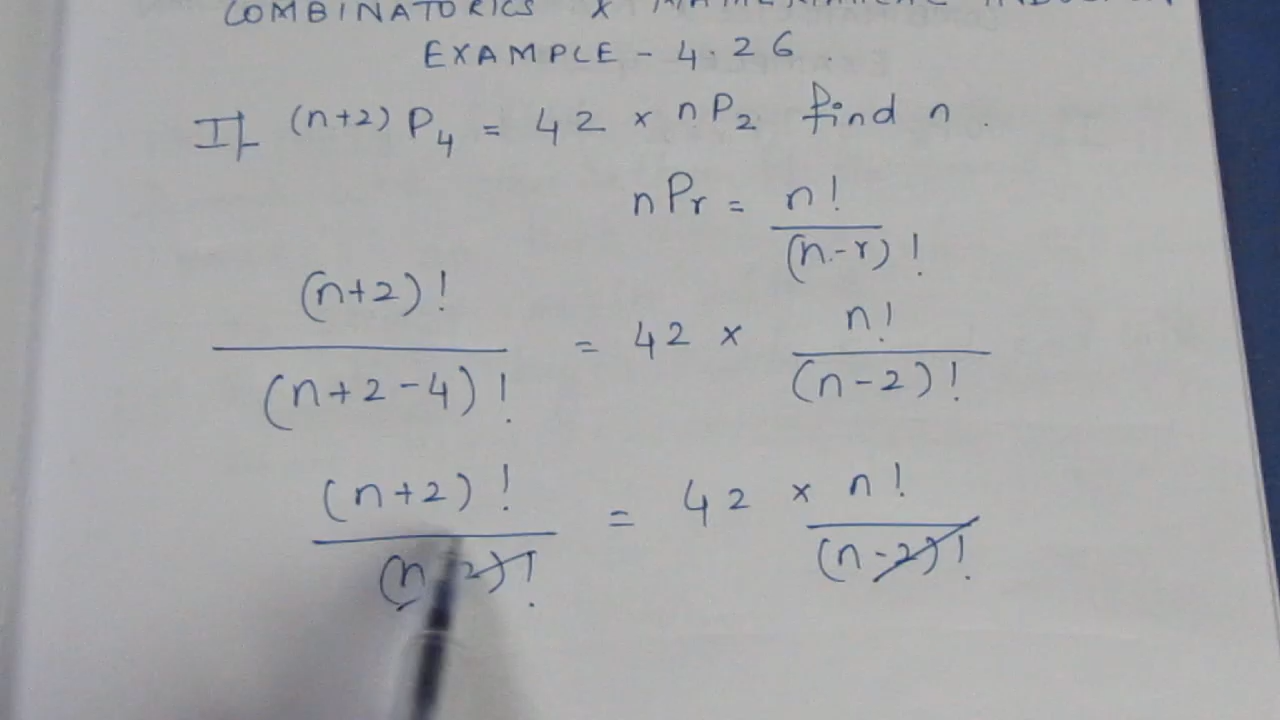 COMBINATORICS
EXAMPLE - 4.26.
If (n+2) P4 = 42 × nP2 find n.
nPr = n!
(n-r)!
(n+2)! = 42 × n!
(n+2-4)! (n-2)!
(n+2)! = 42 × n!
(n-2)! (n-2)!